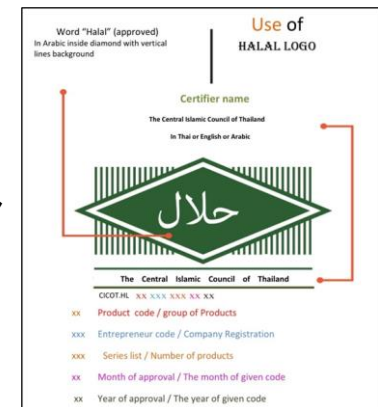 Word "Halal" (approved)
In Arabic inside diamond with vertical
lines background
Use of
HALAL LOGO
Certifier name
The Central Islamic Council of Thailand
In Thai or English or Arabic
حلال
The Central Islamic Council of Thailand
CICOT.HL xx xxx xxx xx xx
xx Product code / group of Products
xxx Entrepreneur code / Company Registration
xxx Series list / Number of products
xx Month of approval / The month of given code
xx Year of approval / The year of given code